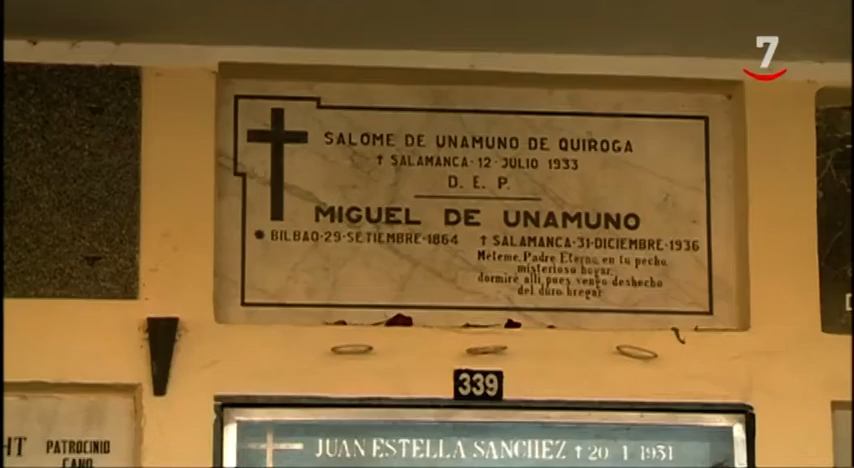 7
SALOME DE UNAMUNO DE QUIROGA
† SALAMANCA·12·JULIO 1933
D. E. P.
MIGUEL DE UNAMUNO
BILBAO·29·SETIEMBRE·1864 † SALAMANCA·31·DICIEMBRE·1936
Méteme, Padre Eterno, en tu pecho,
misterioso hogar,
dormiré allí, pues vengo deshecho
del duro bregar.
339
PATROCINIO
CANO
JUAN ESTELLA SANCHEZ † 20·1·1931